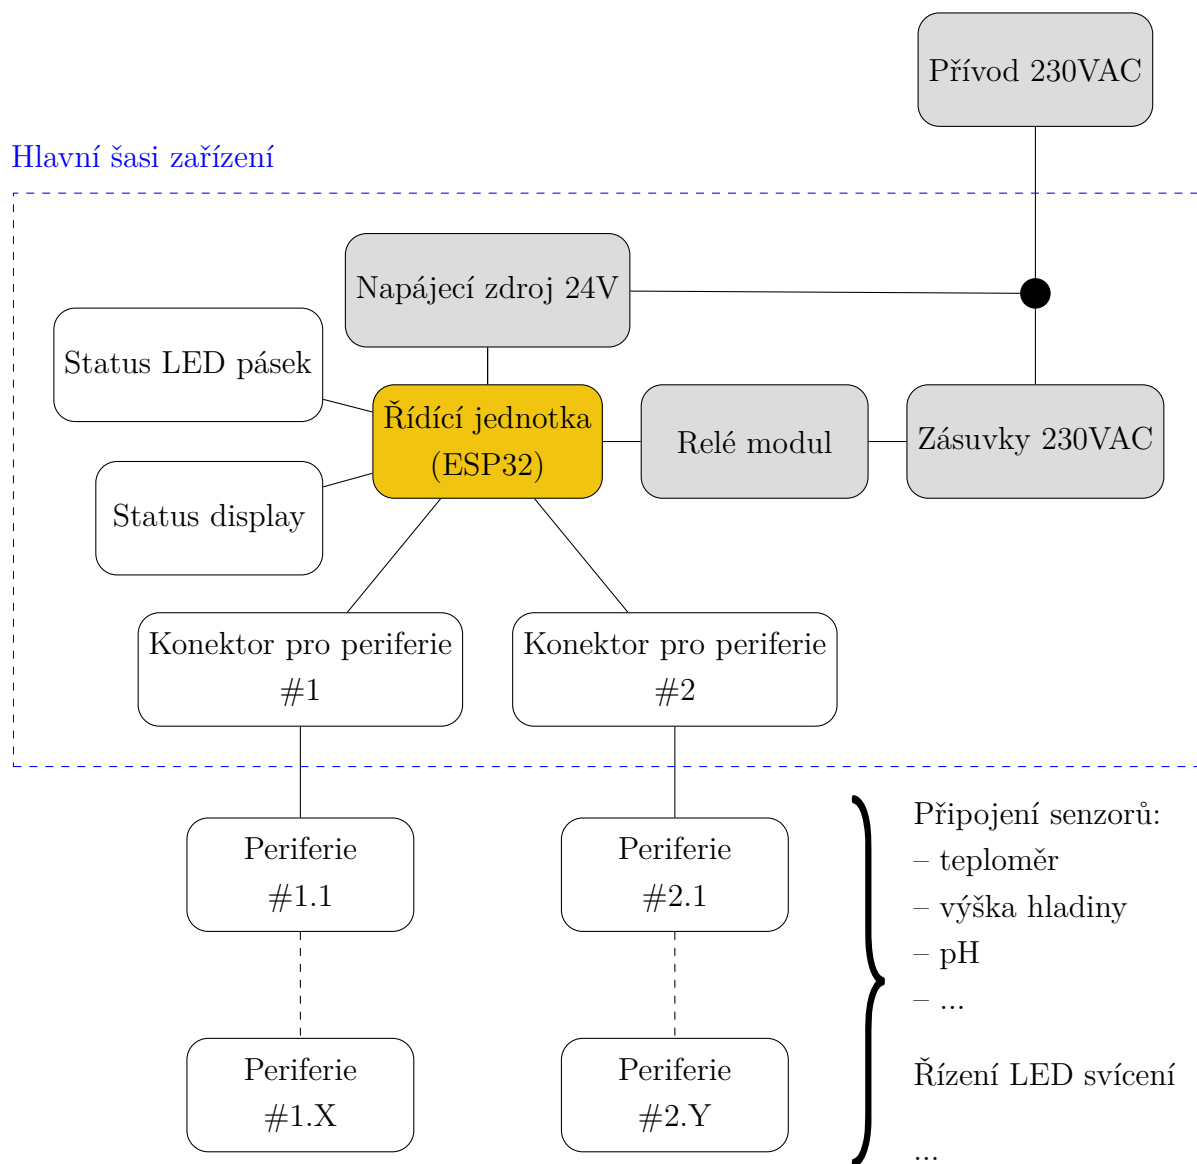 Přívod 230VAC
Hlavní šasi zařízení
Napájecí zdroj 24V
Status LED pásek
Řídící jednotka
(ESP32)
Relé modul
Zásuvky 230VAC
Status display
Konektor pro periferie
#1
Konektor pro periferie
#2
Periferie
#1.1
Periferie
#2.1
Periferie
#1.X
Periferie
#2.Y
Připojení senzorů:
– teploměr
– výška hladiny
– pH
– ...
Řízení LED svícení
...